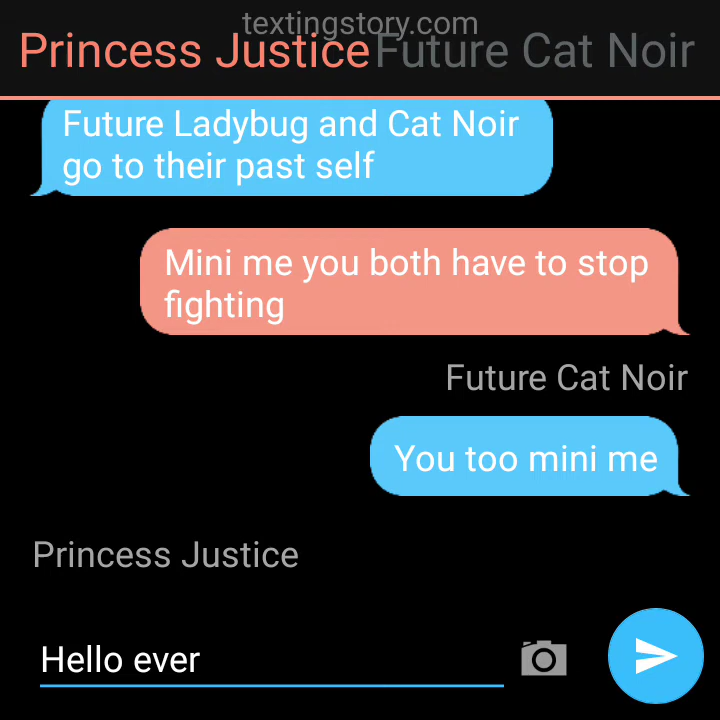 textingstory.com
Princess Justice Future Cat Noir
Future Ladybug and Cat Noir
go to their past self
Mini me you both have to stop
fighting
Future Cat Noir
You too mini me
Princess Justice
Hello ever